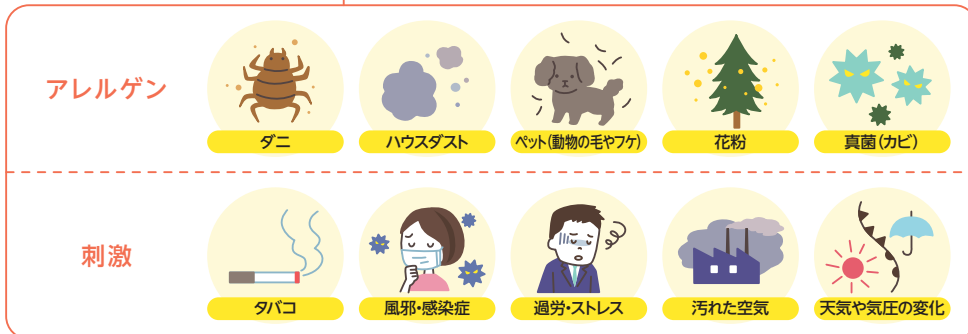 アレルゲン
ダニ
ハウスダスト
ペット(動物の毛やフケ)
花粉
真菌(カビ)
刺激
タバコ
風邪・感染症
過労・ストレス
汚れた空気
天気や気圧の変化